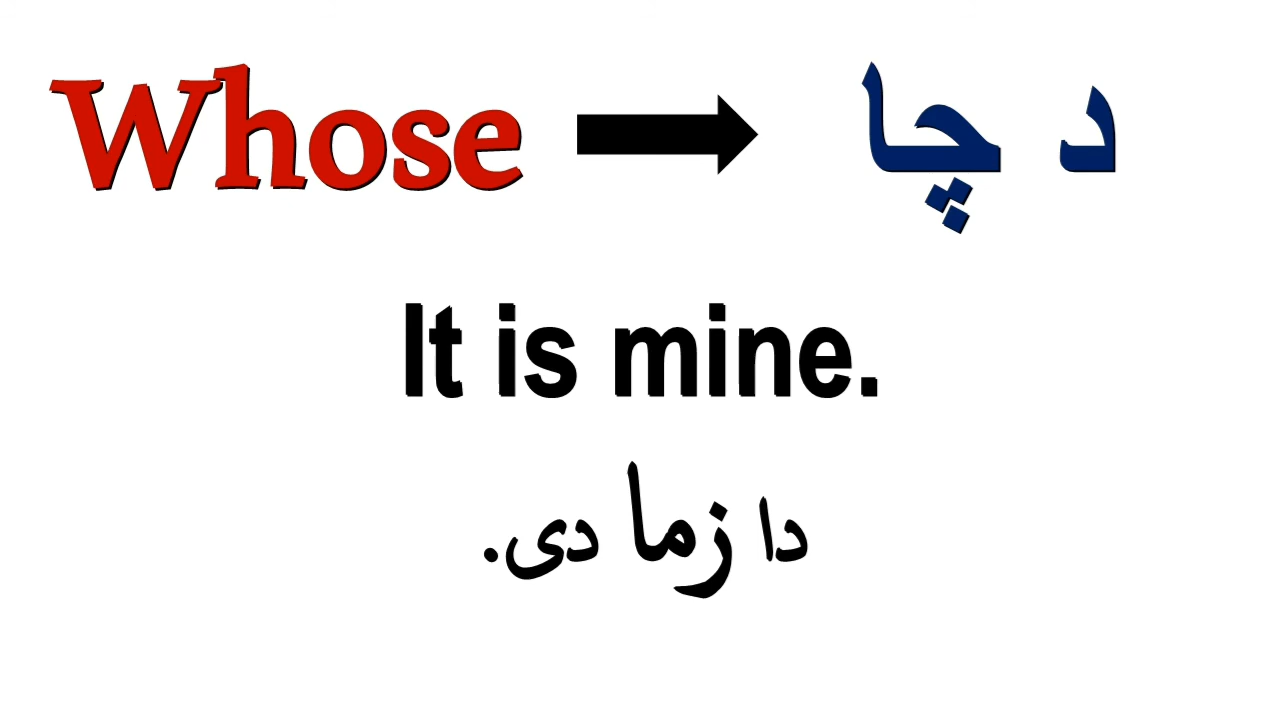 Whose → د چا
It is mine.
دا زما دی.